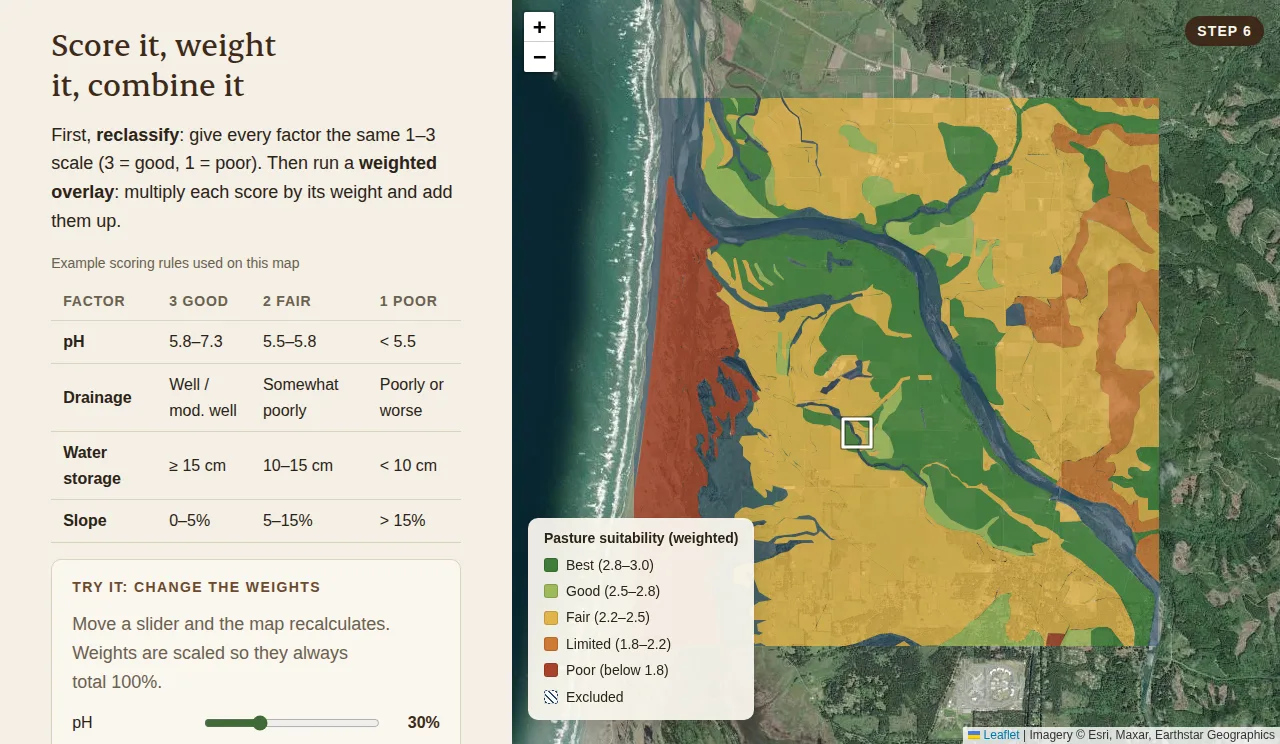 Score it, weight
it, combine it
First, reclassify: give every factor the same 1–3
scale (3 = good, 1 = poor). Then run a weighted
overlay: multiply each score by its weight and add
them up.
Example scoring rules used on this map
FACTOR 3 GOOD 2 FAIR 1 POOR
pH 5.8–7.3 5.5–5.8 < 5.5
Drainage Well / mod. well Somewhat poorly Poorly or worse
Water storage ≥ 15 cm 10–15 cm < 10 cm
Slope 0–5% 5–15% > 15%
TRY IT: CHANGE THE WEIGHTS
Move a slider and the map recalculates.
Weights are scaled so they always
total 100%.
pH 30%
+
−
STEP 6
Pasture suitability (weighted)
Best (2.8–3.0)
Good (2.5–2.8)
Fair (2.2–2.5)
Limited (1.8–2.2)
Poor (below 1.8)
Excluded
Leaflet | Imagery © Esri, Maxar, Earthstar Geographics